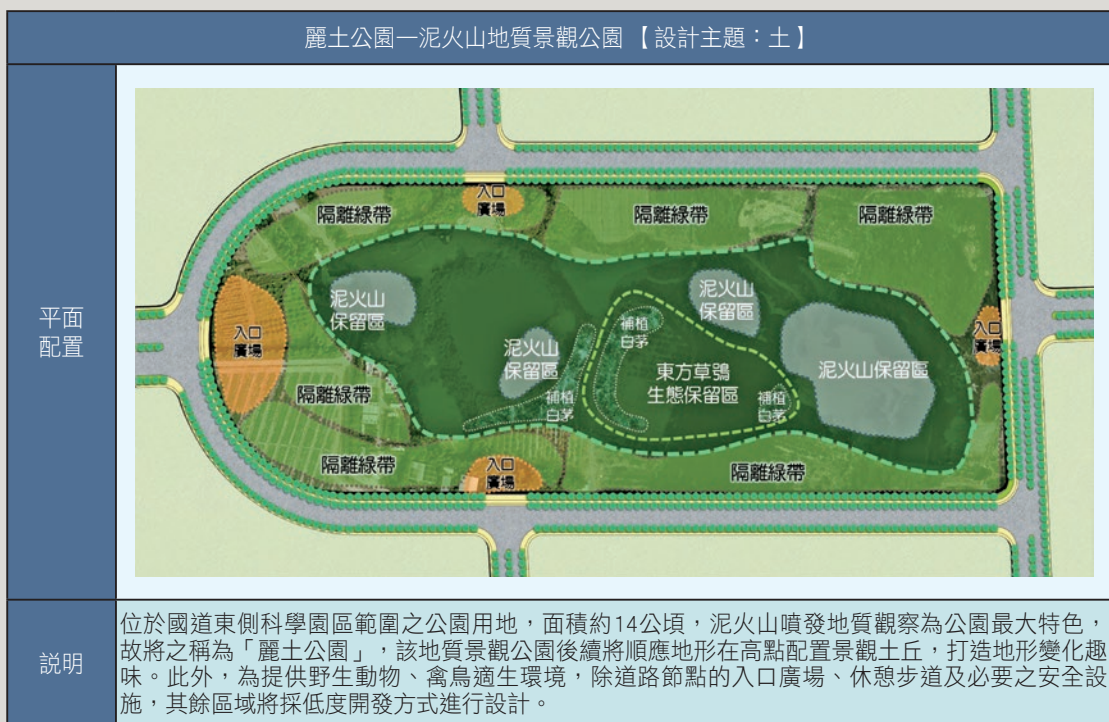 麗土公園—泥火山地質景觀公園 【設計主題：土】
平面
配置
入口
廣場
隔離綠帶
隔離綠帶
隔離綠帶
泥火山
保留區
泥火山
保留區
補植
白茅
入口
廣場
入口
廣場
泥火山
保留區
東方草鴞
生態保留區
泥火山保留區
隔離綠帶
補植
白茅
補植
白茅
隔離綠帶
入口
廣場
隔離綠帶
説明
位於國道東側科學園區範圍之公園用地，面積約14公頃，泥火山噴發地質觀察為公園最大特色，
故將之稱為「麗土公園」，該地質景觀公園後續將順應地形在高點配置景觀土丘，打造地形變化趣
味。此外，為提供野生動物、禽鳥適生環境，除道路節點的入口廣場、休憩步道及必要之安全設
施，其餘區域將採低度開發方式進行設計。